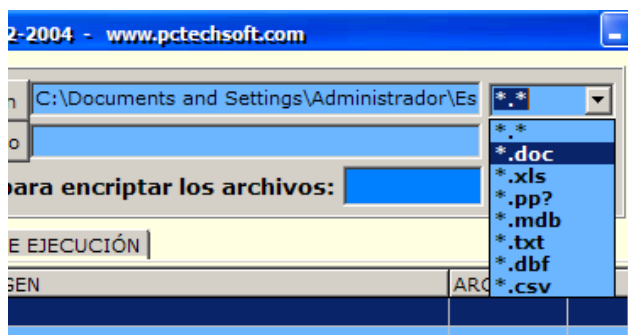 2-2004 - www.pctechsoft.com
n C:\Documents and Settings\Administrador\Es *.*
o *.*
*.doc
para encriptar los archivos: *.xls
*.pp?
*.mdb
E EJECUCIÓN *.txt
*.dbf
GEN ARC *.csv